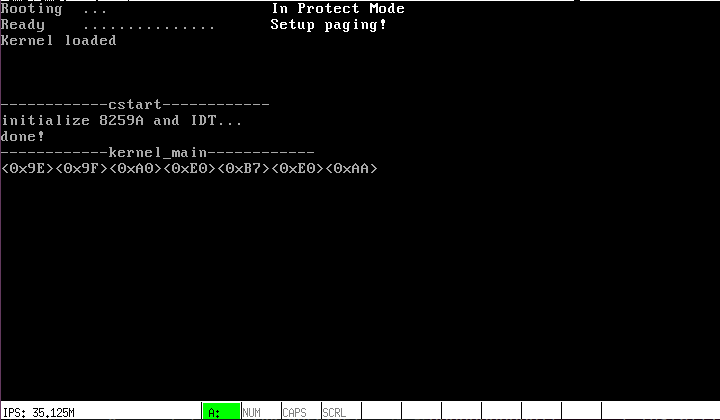 Rooting  ...                    In Protect Mode
Ready    ...............       Setup paging!
Kernel loaded
------------cstart------------
initialize 8259A and IDT...
done!
------------kernel_main------------
<0x9E><0x9F><0xA0><0xE0><0xB7><0xE0><0xAA>
IPS: 35.125M A: NUM CAPS SCRL